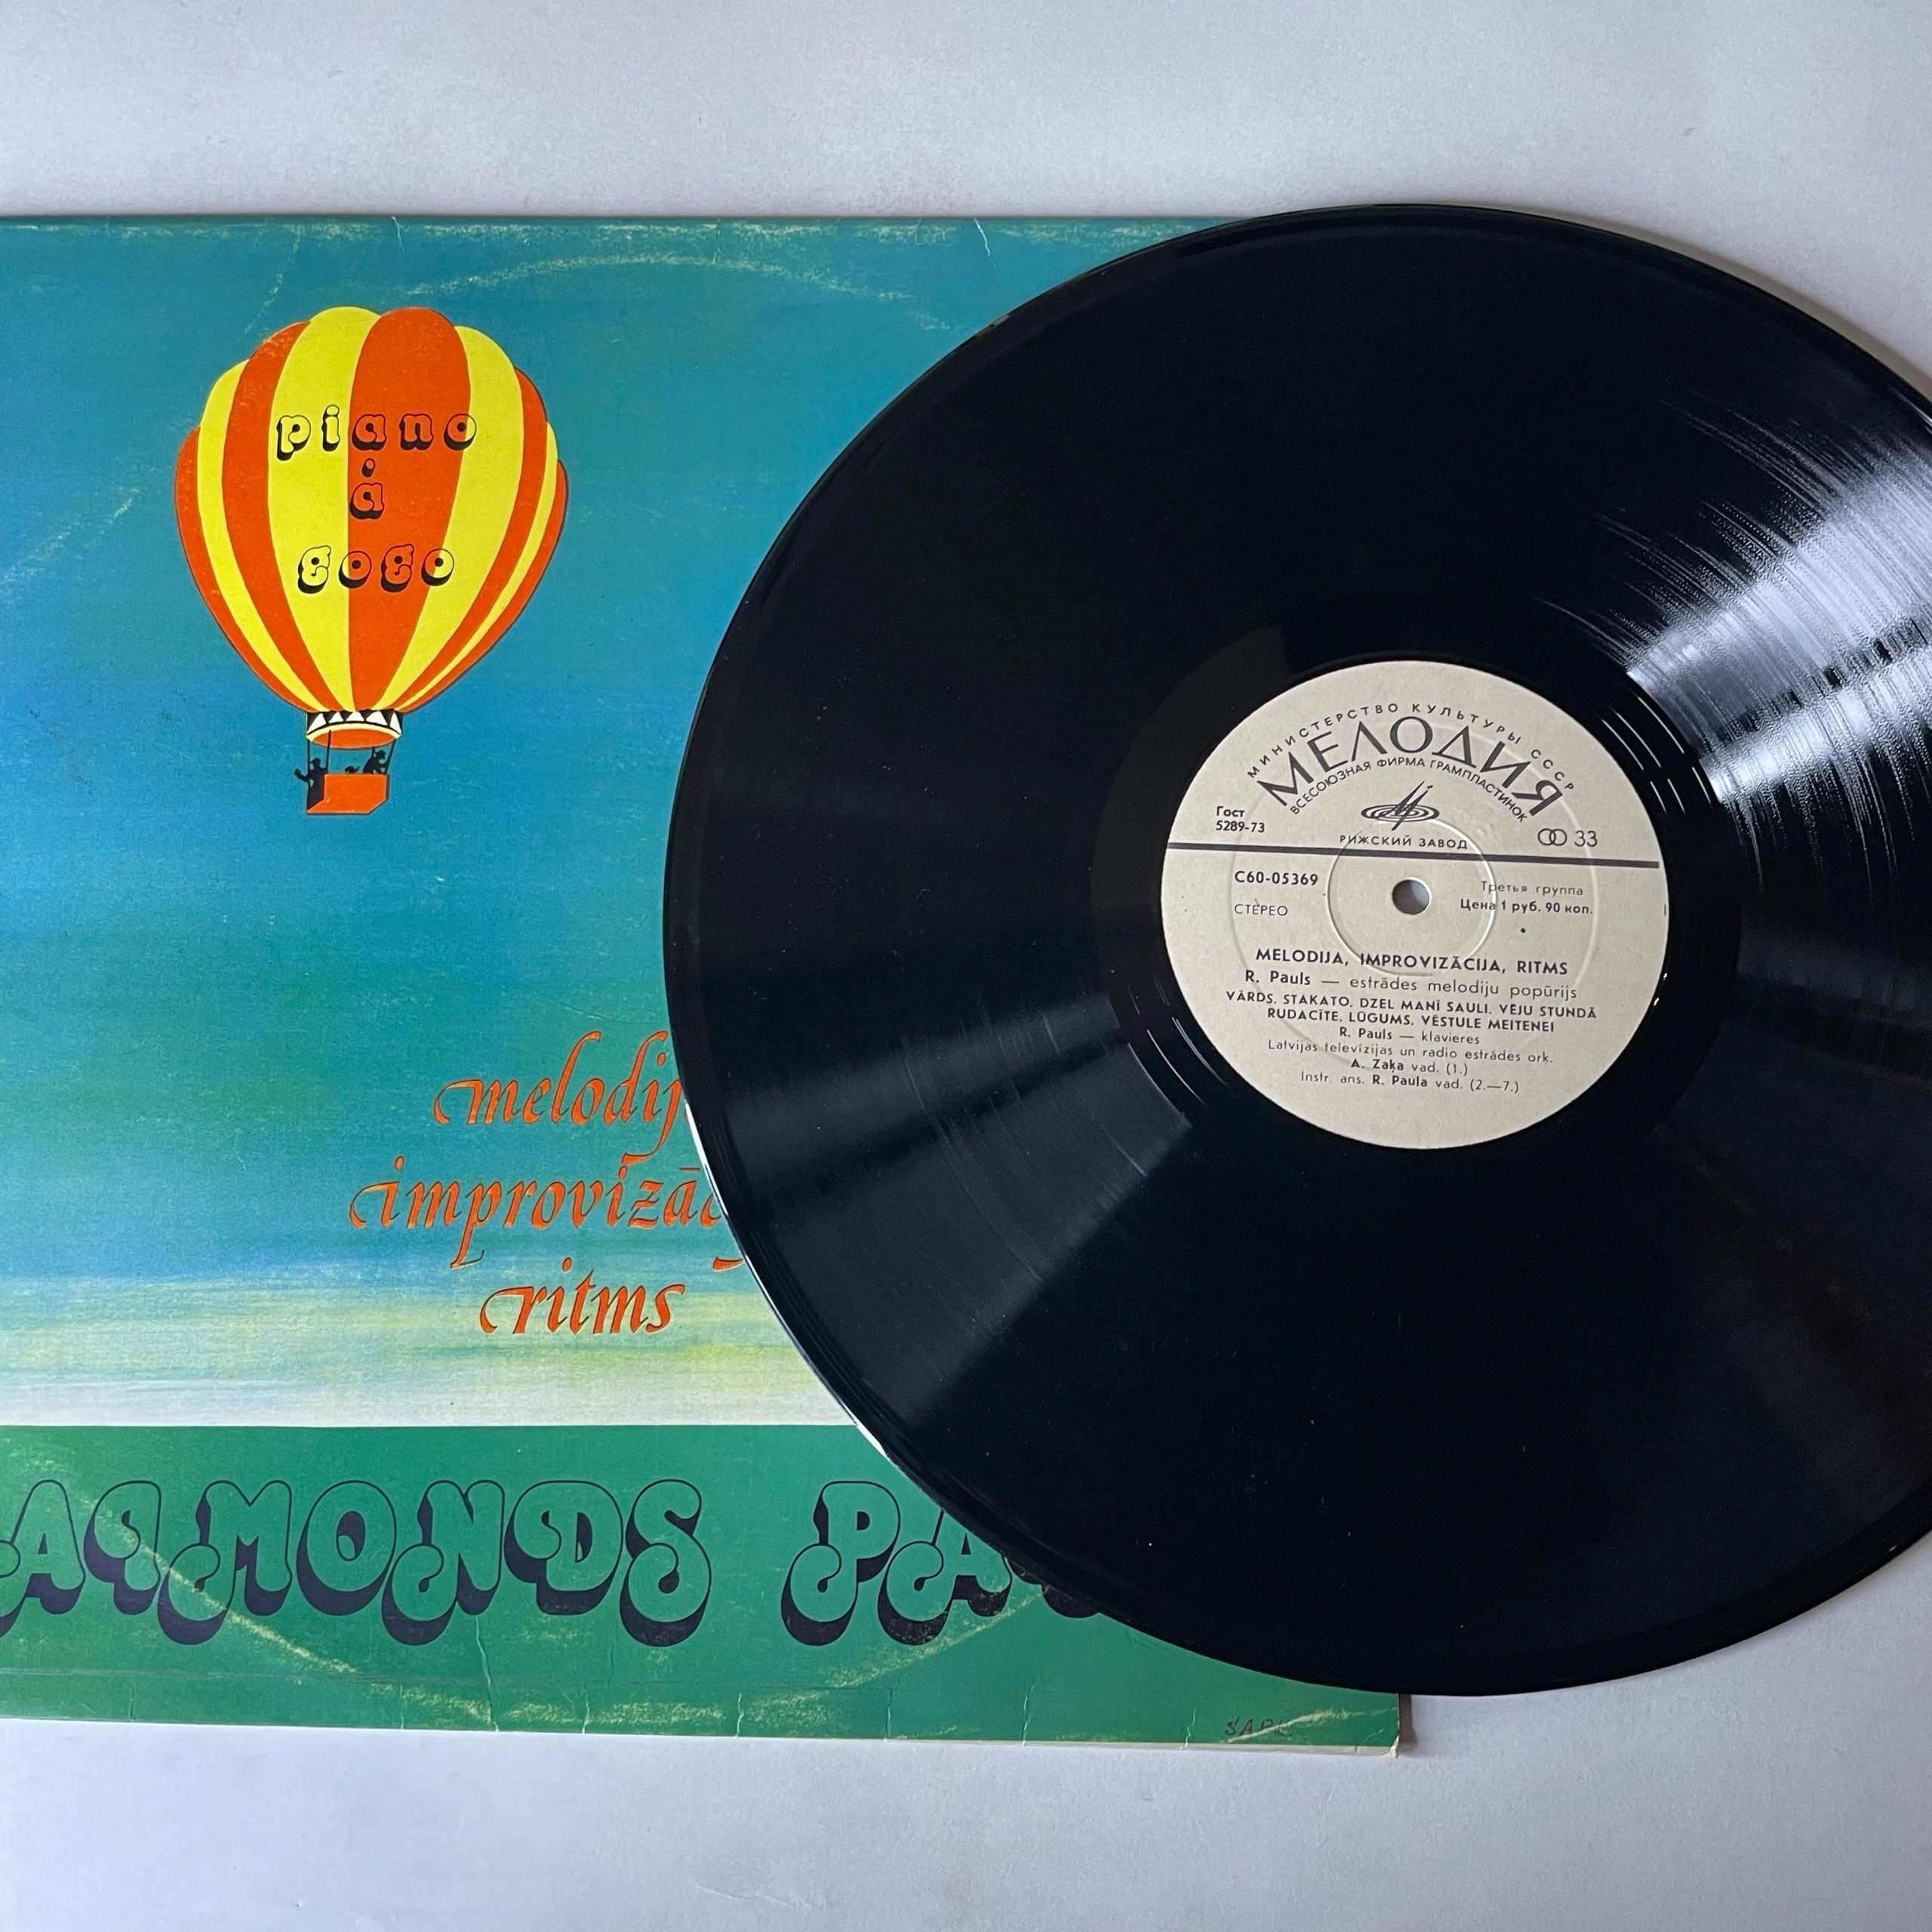 piano
à
gogo
melodij
improvizāc
ritms
AIMONDS PA
МИНИСТЕРСТВО КУЛЬТУРЫ СССР
МЕЛОДИЯ
ВСЕСОЮЗНАЯ ФИРМА ГРАМПЛАСТИНОК
РИЖСКИЙ ЗАВОД
Гост
5289-73
33
С60-05369
СТЕРЕО
Третья группа
Цена 1 руб. 90 коп.
MELODIJA, IMPROVIZĀCIJA, RITMS
R. Pauls — estrādes melodiju popūrijs
VĀRDS. STAKATO. DZEL MANĪ SAULI. VĒJU STUNDĀ
RUDACĪTE. LŪGUMS. VĒSTULE MEITENEI
R. Pauls — klavieres
Latvijas televīzijas un radio estrādes orķ.
A. Zaķa vad. (1.)
Instr. ans. R. Paula vad. (2.—7.)